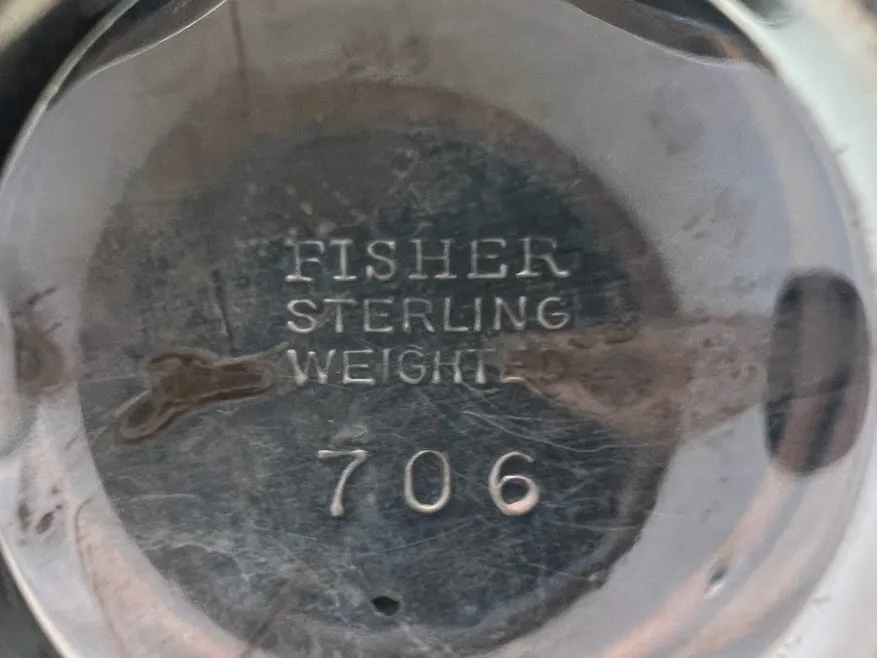 FISHER
STERLING
WEIGHTED
706